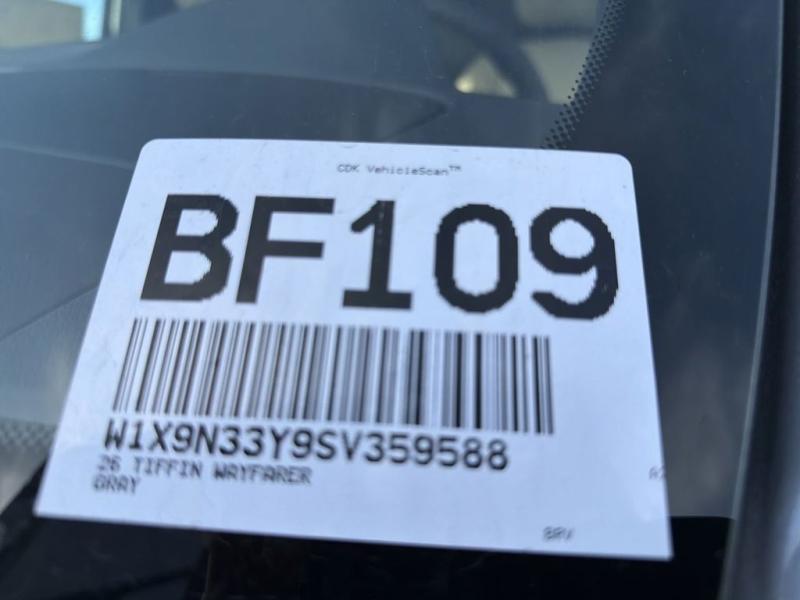 CDK VehicleScan™
BF109
W1X9N33Y9SV359588
26 TIFFIN WAYFARER
GRAY
BRV